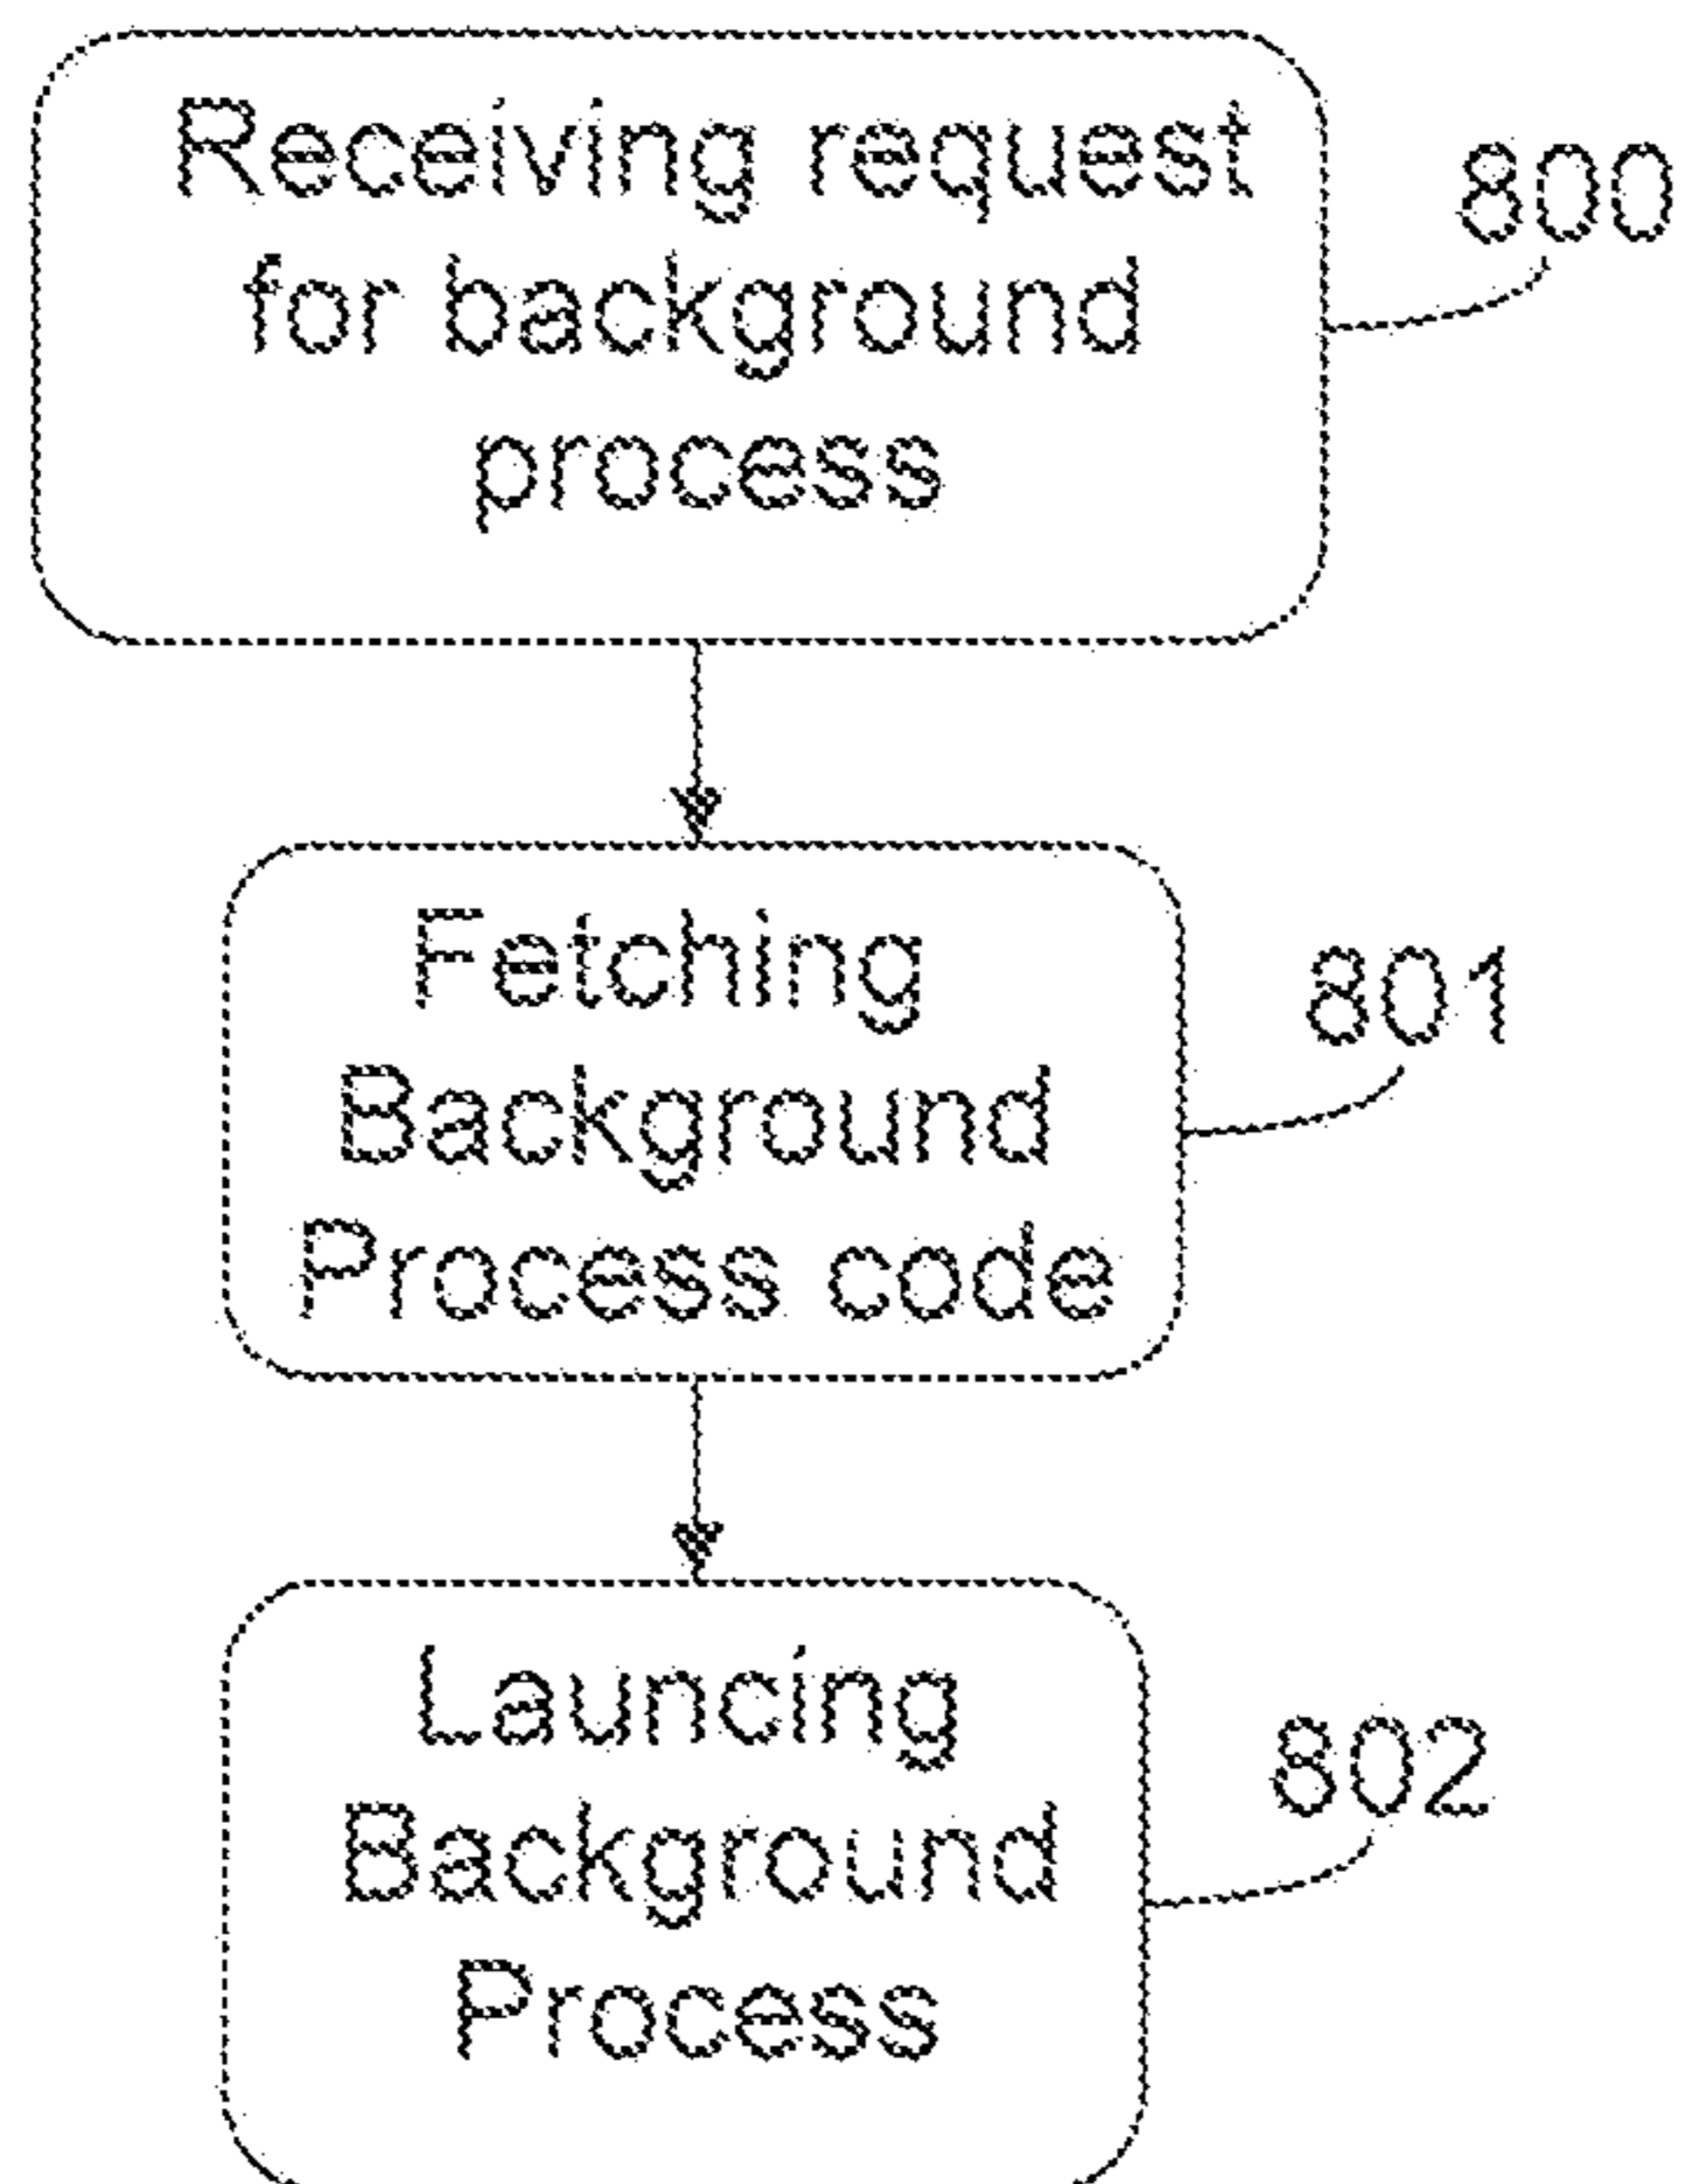 Receiving request
for background
process
800
Fetching
Background
Process code
801
Launcing
Background
Process
802